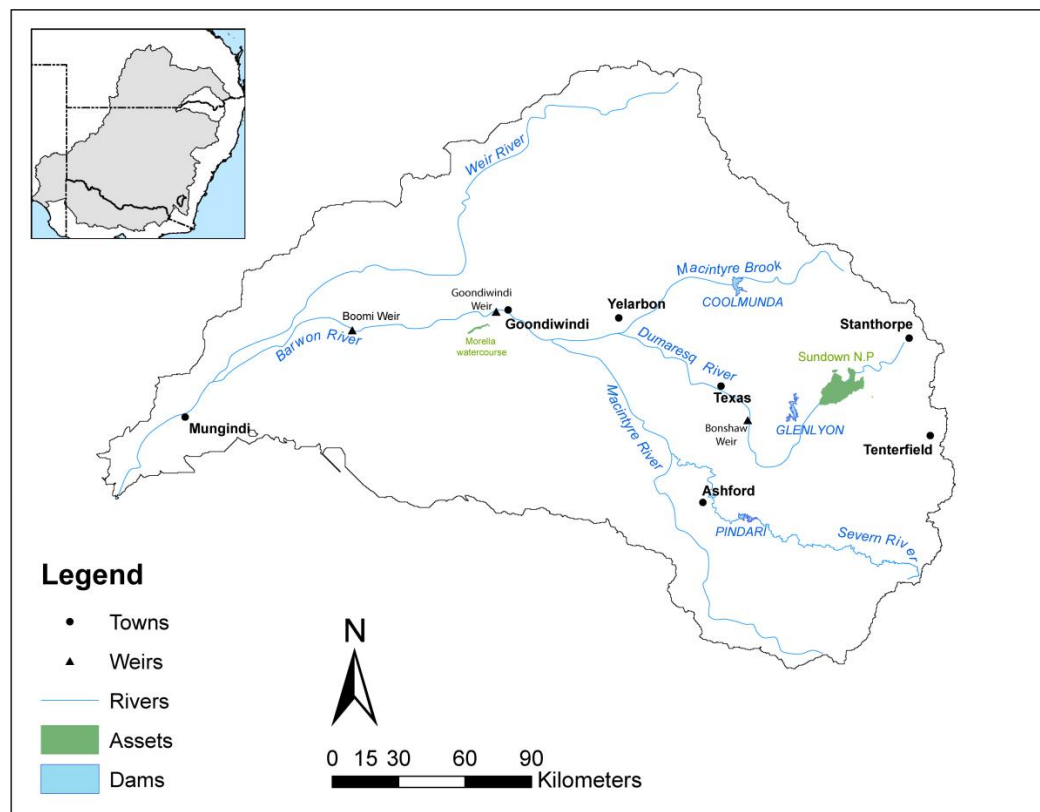 Weir River
Macintyre Brook
COOLMUNDA
Goondiwindi
Weir
Yelarbon
Boomi Weir
Goondiwindi
Stanthorpe
Barwon River
Morella
watercourse
Dumaresq River
Sundown N.P
Texas
Macintyre River
Mungindi
Bonshaw
Weir
GLENLYON
Tenterfield
Ashford
PINDARI
Severn River
Legend
Towns
Weirs
Rivers
Assets
Dams
N
0 15 30 60 90
Kilometers